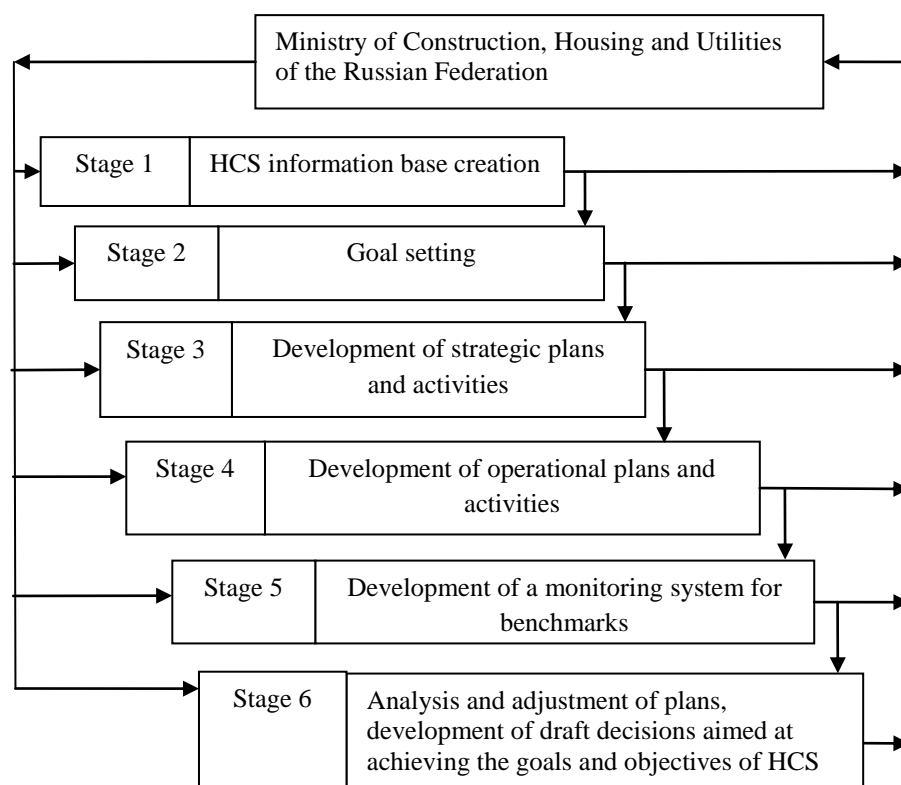 Ministry of Construction, Housing and Utilities
of the Russian Federation
Stage 1
HCS information base creation
Stage 2
Goal setting
Stage 3
Development of strategic plans
and activities
Stage 4
Development of operational plans and
activities
Stage 5
Development of a monitoring system for
benchmarks
Stage 6
Analysis and adjustment of plans,
development of draft decisions aimed at
achieving the goals and objectives of HCS